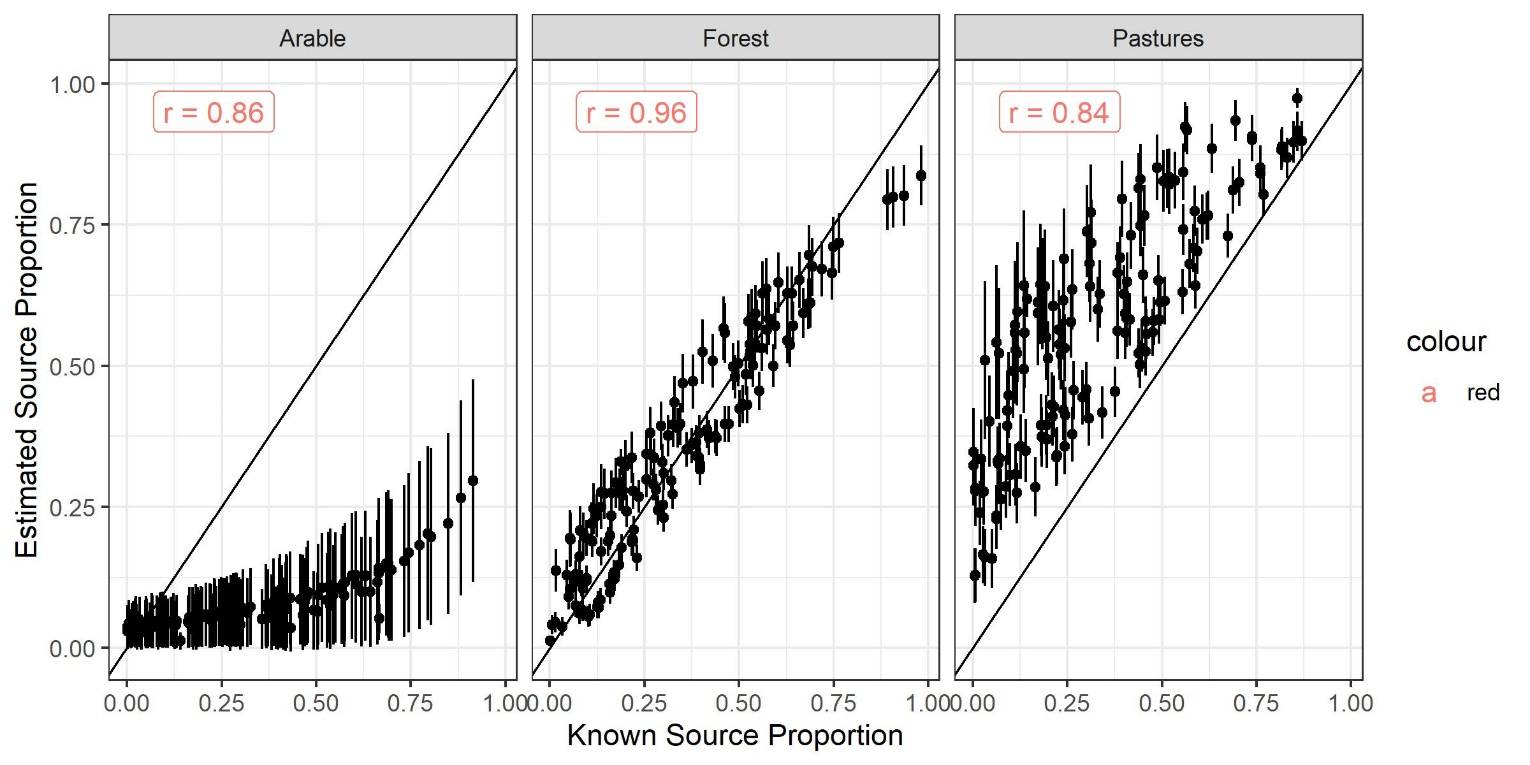 Arable
Forest
Pastures
Estimated Source Proportion
1.00
0.75
0.50
0.25
0.00
r = 0.86
r = 0.96
r = 0.84
0.00 0.25 0.50 0.75 1.00
0.00 0.25 0.50 0.75 1.00
0.00 0.25 0.50 0.75 1.00
Known Source Proportion
colour
a red